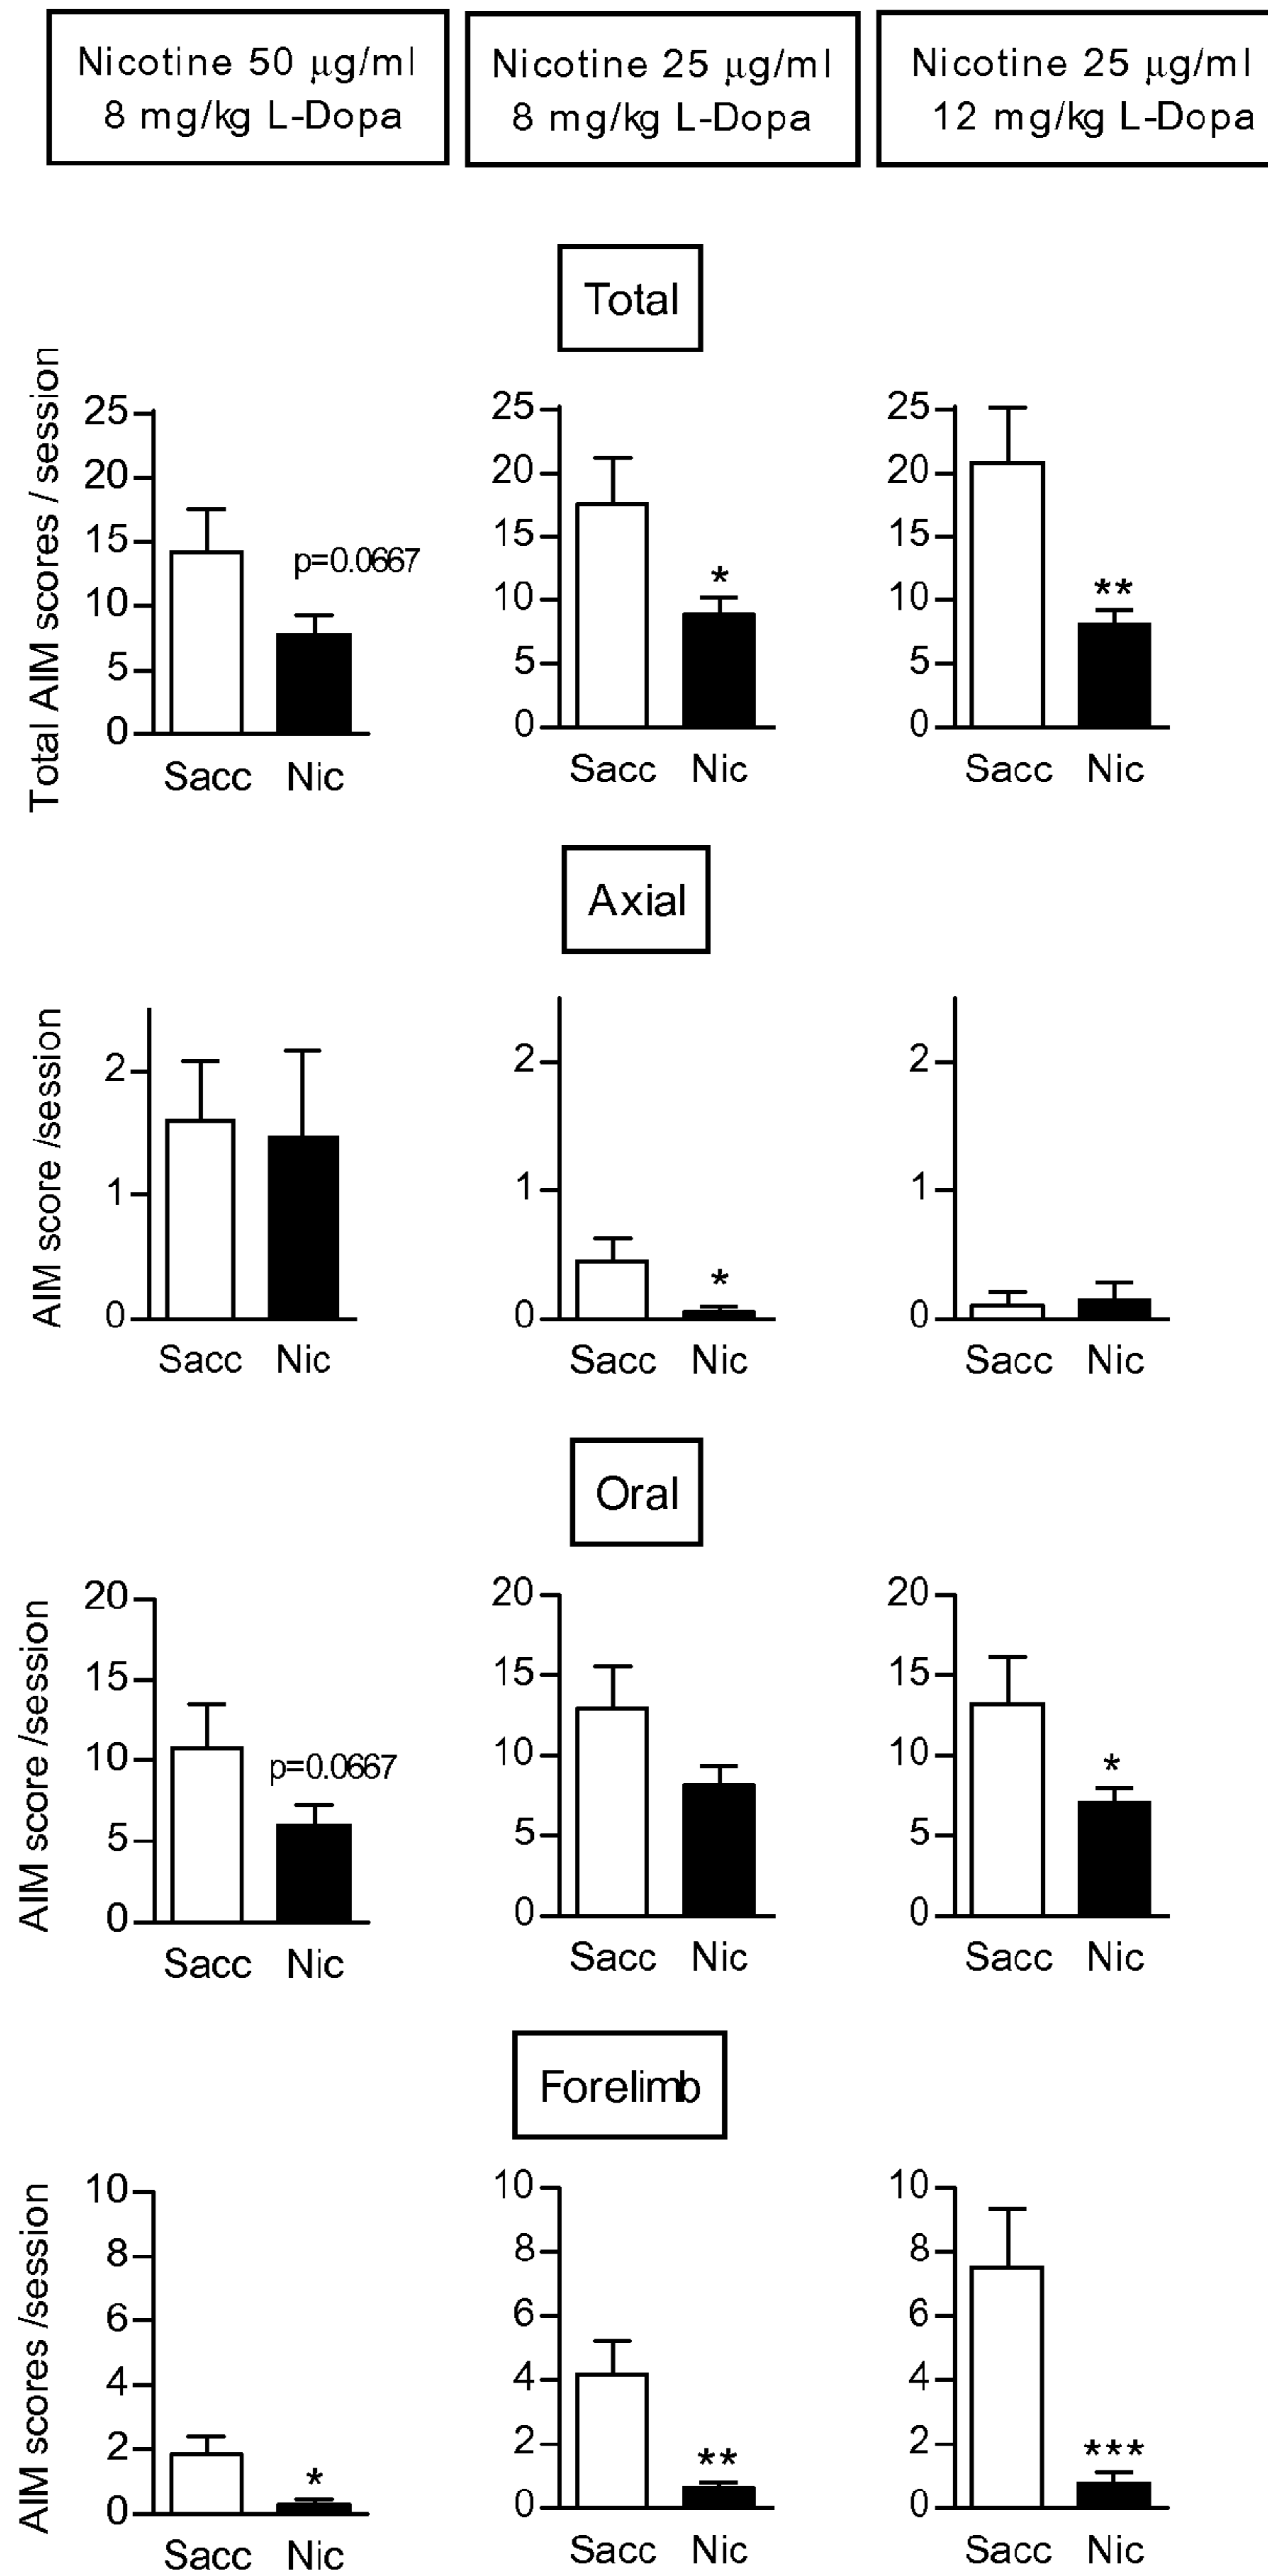 Nicotine 50 μg/ml
8 mg/kg L-Dopa
Nicotine 25 μg/ml
8 mg/kg L-Dopa
Nicotine 25 μg/ml
12 mg/kg L-Dopa
Total
Total AIM scores / session
25
20
15
10
5
0
p=0.0667
Sacc Nic
25
20
15
10
5
0
*
Sacc Nic
25
20
15
10
5
0
**
Sacc Nic
Axial
AIM score /session
2
1
0
Sacc Nic
2
1
0
*
Sacc Nic
2
1
0
Sacc Nic
Oral
AIM score /session
20
15
10
5
0
p=0.0667
Sacc Nic
20
15
10
5
0
Sacc Nic
20
15
10
5
0
*
Sacc Nic
Forelimb
AIM scores /session
10
8
6
4
2
0
*
Sacc Nic
10
8
6
4
2
0
**
Sacc Nic
10
8
6
4
2
0
***
Sacc Nic